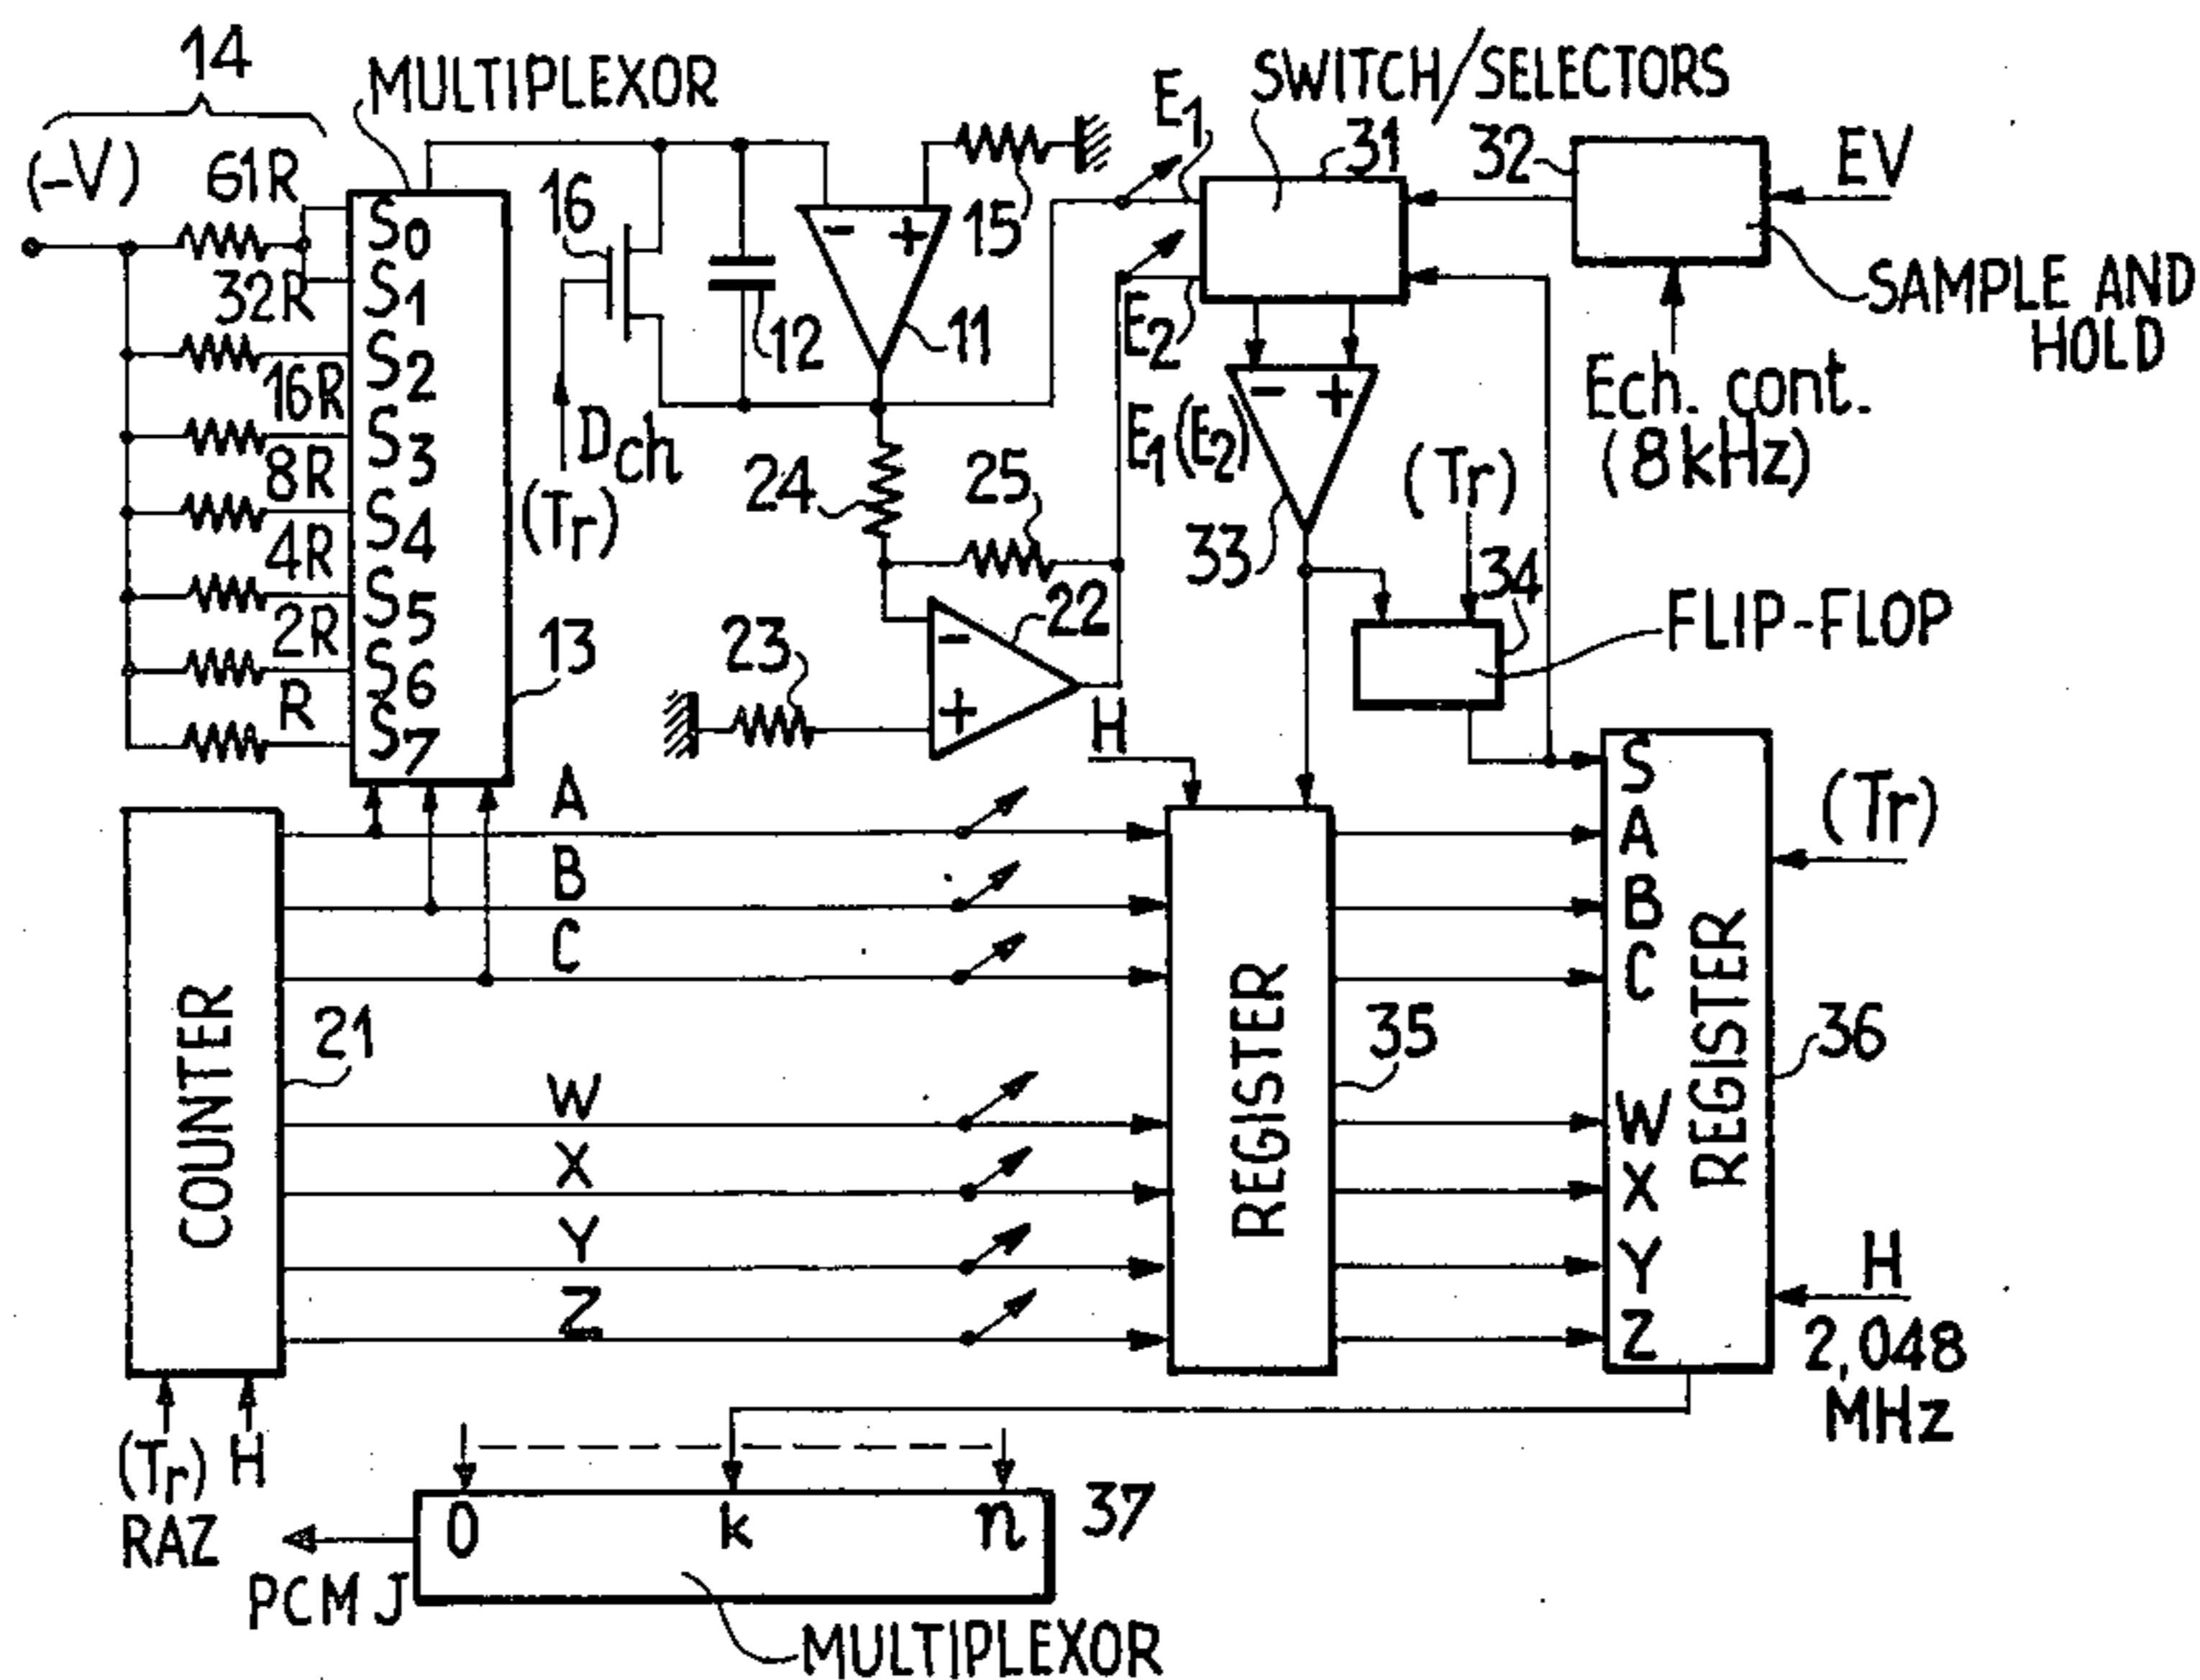 14
MULTIPLEXOR
SWITCH/SELECTORS
(-V)
61R
S0
S1
32R
S2
16R
S3
8R
S4
4R
S5
2R
S6
R
S7
13
16
Dch
(Tr)
12
- +
11
15
E1
E2
31
32
EV
SAMPLE AND
HOLD
Ech. cont.
(8kHz)
E1(E2)
- +
33
(Tr)
34
FLIP-FLOP
24
25
22
-
+
23
H
COUNTER
21
A
B
C
W
X
Y
Z
REGISTER
35
S
A
B
C
W
X
Y
Z
REGISTER
36
(Tr)
H
2,048
MHz
(Tr) H
RAZ
PCM J
0 k n
37
MULTIPLEXOR